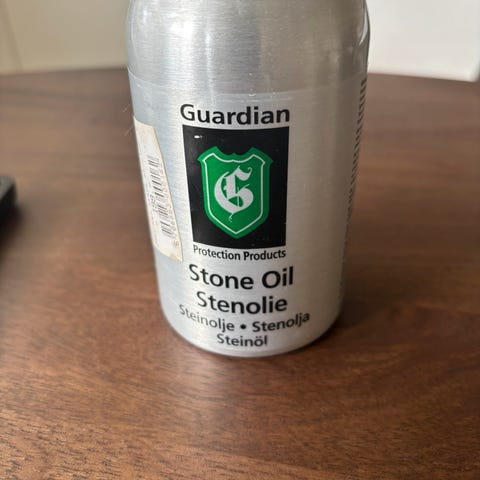 Guardian
G
Protection Products
Stone Oil
Stenolie
Steinolje • Stenolja
Steinöl